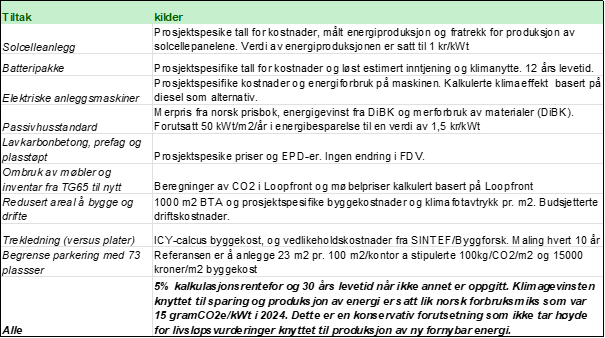 Tiltak kilder
Prosjektspesike tall for kostnader, målt energiproduksjon og fratrekk for produksjon av
Solcelleanlegg solcellepanelene. Verdi av energiproduksjonen er satt til 1 kr/kWt
Batteripakke Prosjektspesifikke tall for kostnader og løst estimert inntjening og klimanytte. 12 års levetid.
Prosjektspesifikke kostnader og energiforbruk på maskinen. Kalkulerte klimaeffekt basert på
Elektriske anleggsmaskiner diesel som alternativ.
Merpris fra norsk prisbok, energigevinst fra DiBK og merforbruk av materialer (DiBK).
Passivhusstandard Forutsatt 50 kWt/m2/år i energibesparelse til en verdi av 1,5 kr/kWt
Lavkarbonbetong, prefag og
plasstøpt Prosjektspesike priser og EPD-er. Ingen endring i FDV.
Ombruk av møbler og
inventar fra TG65 til nytt Beregninger av CO2 i Loopfront og møbelpriser kalkulert basert på Loopfront
Redusert areal å bygge og 1000 m2 BTA og prosjektspesifike byggekostnader og klimafotavtrykk pr. m2. Budsjetterte
drifte driftskostnader.
Trekledning (versus plater) ICY-calcus byggekost, og vedlikeholdskostnader fra SINTEF/Byggforsk. Maling hvert 10 år
Begrense parkering med 73 Referansen er å anlegge 23 m2 pr. 100 m2/kontor a stipulerte 100kg/CO2/m2 og 15000
plassser kroner/m2 byggekost
5% kalkulasjonsrentefor og 30 års levetid når ikke annet er oppgitt. Klimagevinsten
knyttet til sparing og produksjon av energi er satt lik norsk forbruksmiks som var
15 gramCO2e/kWt i 2024. Dette er en konservativ forutsetning som ikke tar høyde
Alle for livsløpsvurderinger knyttet til produksjon av ny fornybar energi.